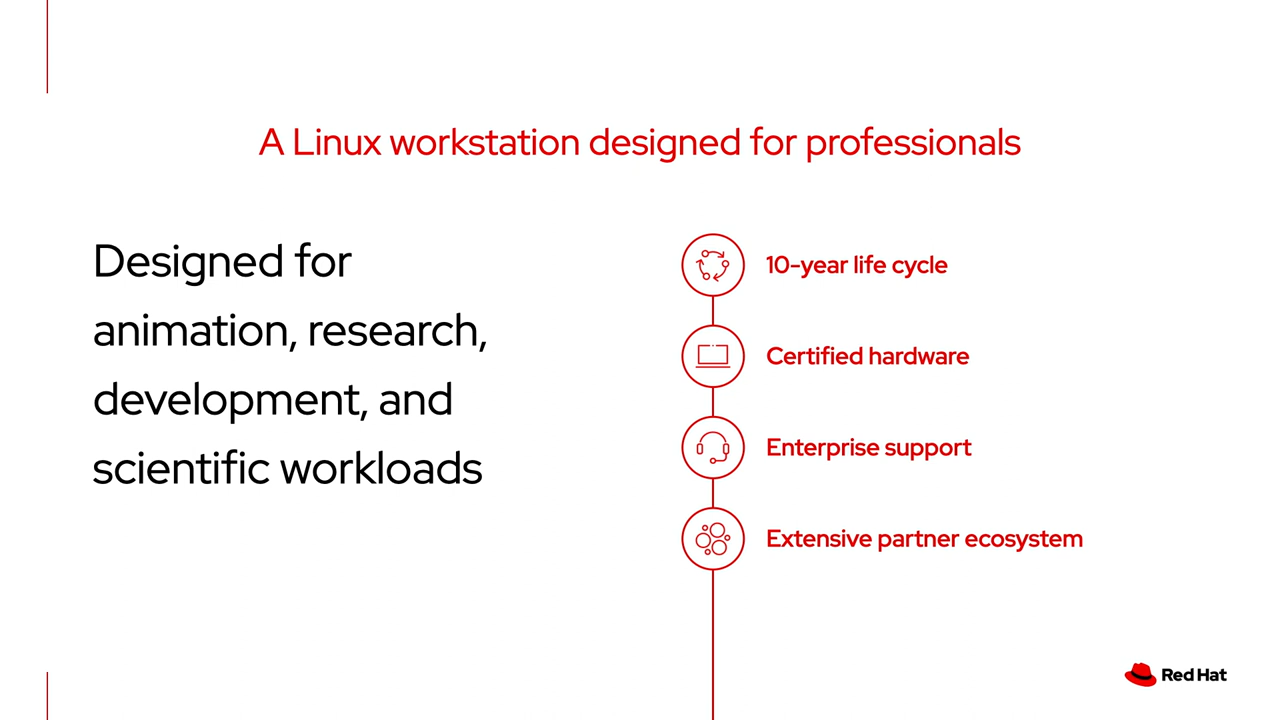 A Linux workstation designed for professionals
Designed for
animation, research,
development, and
scientific workloads
10-year life cycle
Certified hardware
Enterprise support
Extensive partner ecosystem
Red Hat